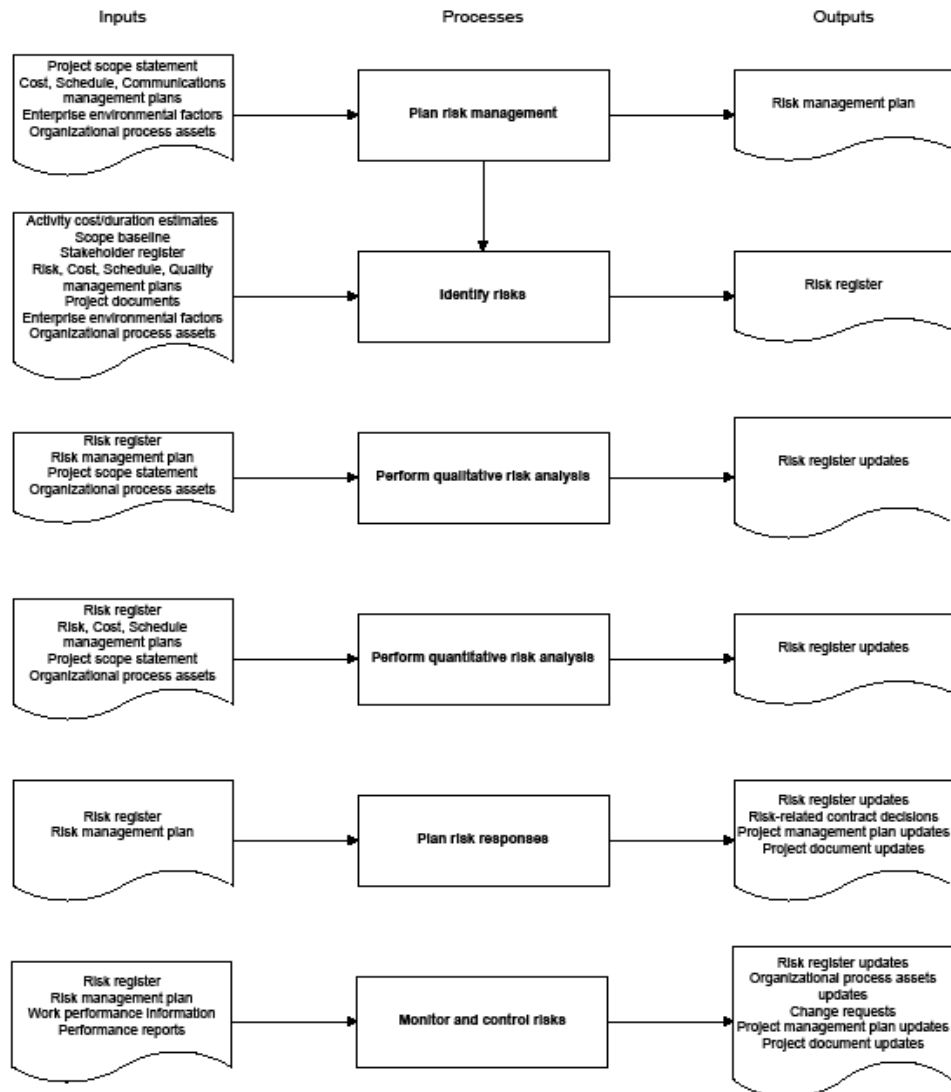 Inputs
Processes
Outputs
Project scope statement
Cost, Schedule, Communications
management plans
Enterprise environmental factors
Organizational process assets
Plan risk management
Risk management plan
Activity cost/duration estimates
Scope baseline
Stakeholder register
Risk, Cost, Schedule, Quality
management plans
Project documents
Enterprise environmental factors
Organizational process assets
Identify risks
Risk register
Risk register
Risk management plan
Project scope statement
Organizational process assets
Perform qualitative risk analysis
Risk register updates
Risk register
Risk, Cost, Schedule
management plans
Project scope statement
Organizational process assets
Perform quantitative risk analysis
Risk register updates
Risk register
Risk management plan
Plan risk responses
Risk register updates
Risk-related contract decisions
Project management plan updates
Project document updates
Risk register
Risk management plan
Work performance information
Performance reports
Monitor and control risks
Risk register updates
Organizational process assets
updates
Change requests
Project management plan updates
Project document updates